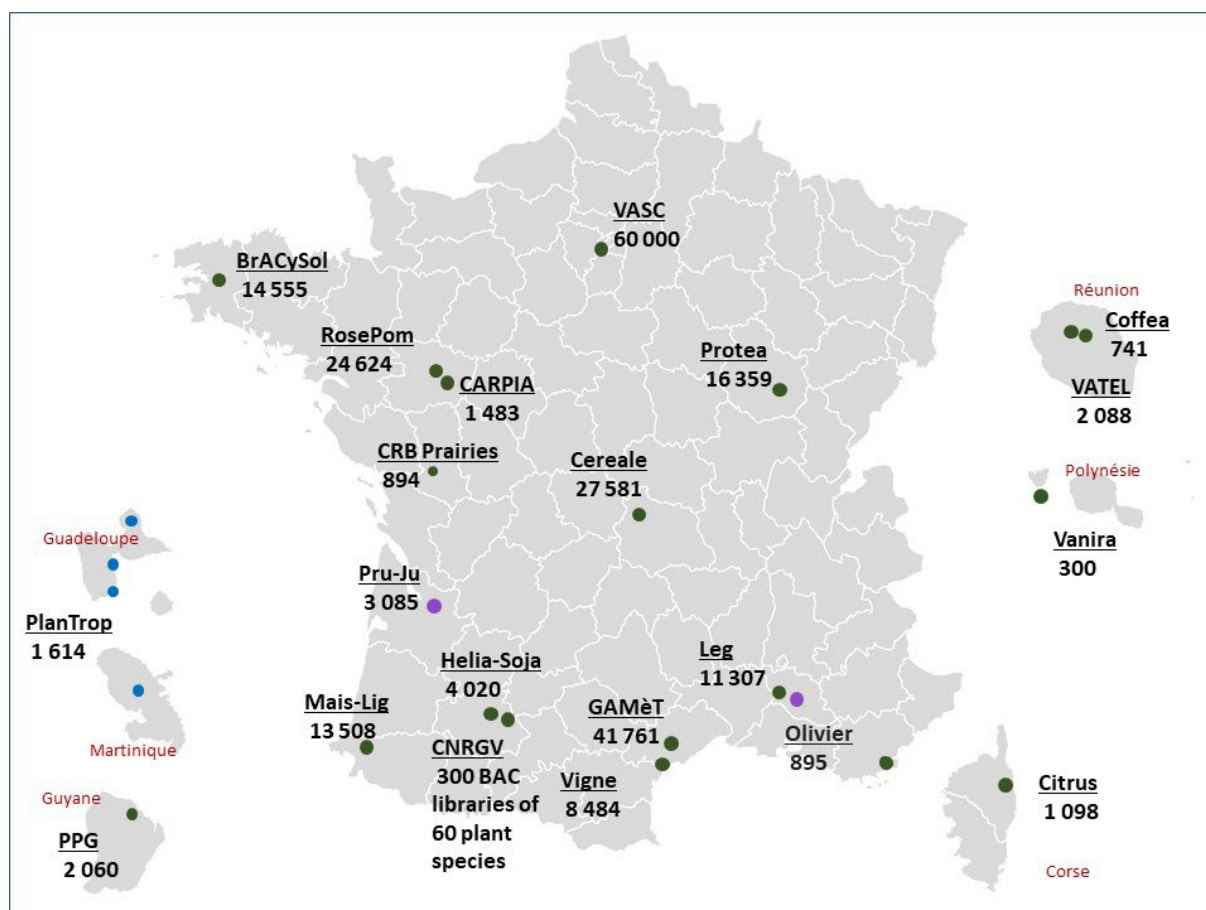 VASC
60 000
BrACySol
14 555
RosePom
24 624
CARPIA
1 483
Protea
16 359
Réunion
Coffea
741
VATEL
2 088
CRB Prairies
894
Cereale
27 581
Polynésie
Vanira
300
Guadeloupe
PlanTrop
1 614
Martinique
Pru-Ju
3 085
Helia-Soja
4 020
Leg
11 307
Mais-Lig
13 508
GAMèT
41 761
Olivier
895
CNRGV
300 BAC
libraries of
60 plant
species
Vigne
8 484
Guyane
PPG
2 060
Citrus
1 098
Corse